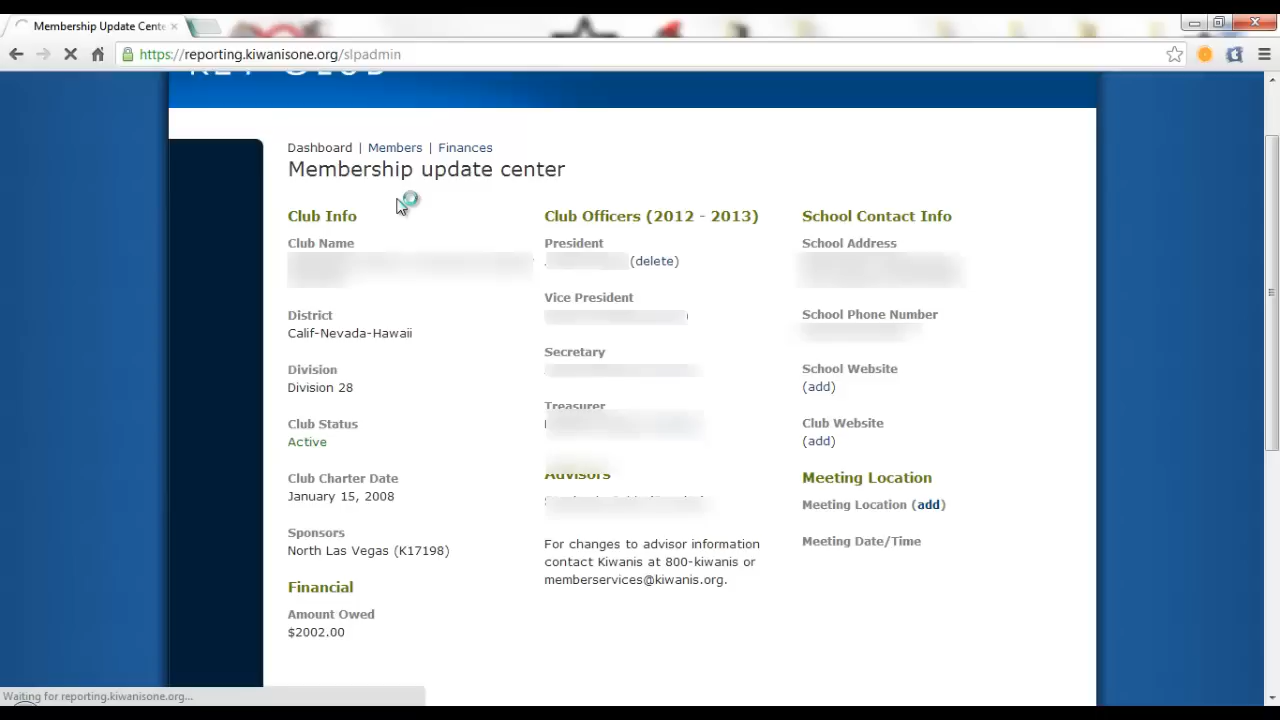 Membership Update Cente
https://reporting.kiwanisone.org/slpadmin
Dashboard | Members | Finances
Membership update center
Club Info
Club Name
District
Calif-Nevada-Hawaii
Division
Division 28
Club Status
Active
Club Charter Date
January 15, 2008
Sponsors
North Las Vegas (K17198)
Financial
Amount Owed
$2002.00
Club Officers (2012 - 2013)
President
(delete)
Vice President
Secretary
Treasurer
Advisors
For changes to advisor information
contact Kiwanis at 800-kiwanis or
memberservices@kiwanis.org.
School Contact Info
School Address
School Phone Number
School Website
(add)
Club Website
(add)
Meeting Location
Meeting Location (add)
Meeting Date/Time
Waiting for reporting.kiwanisone.org...